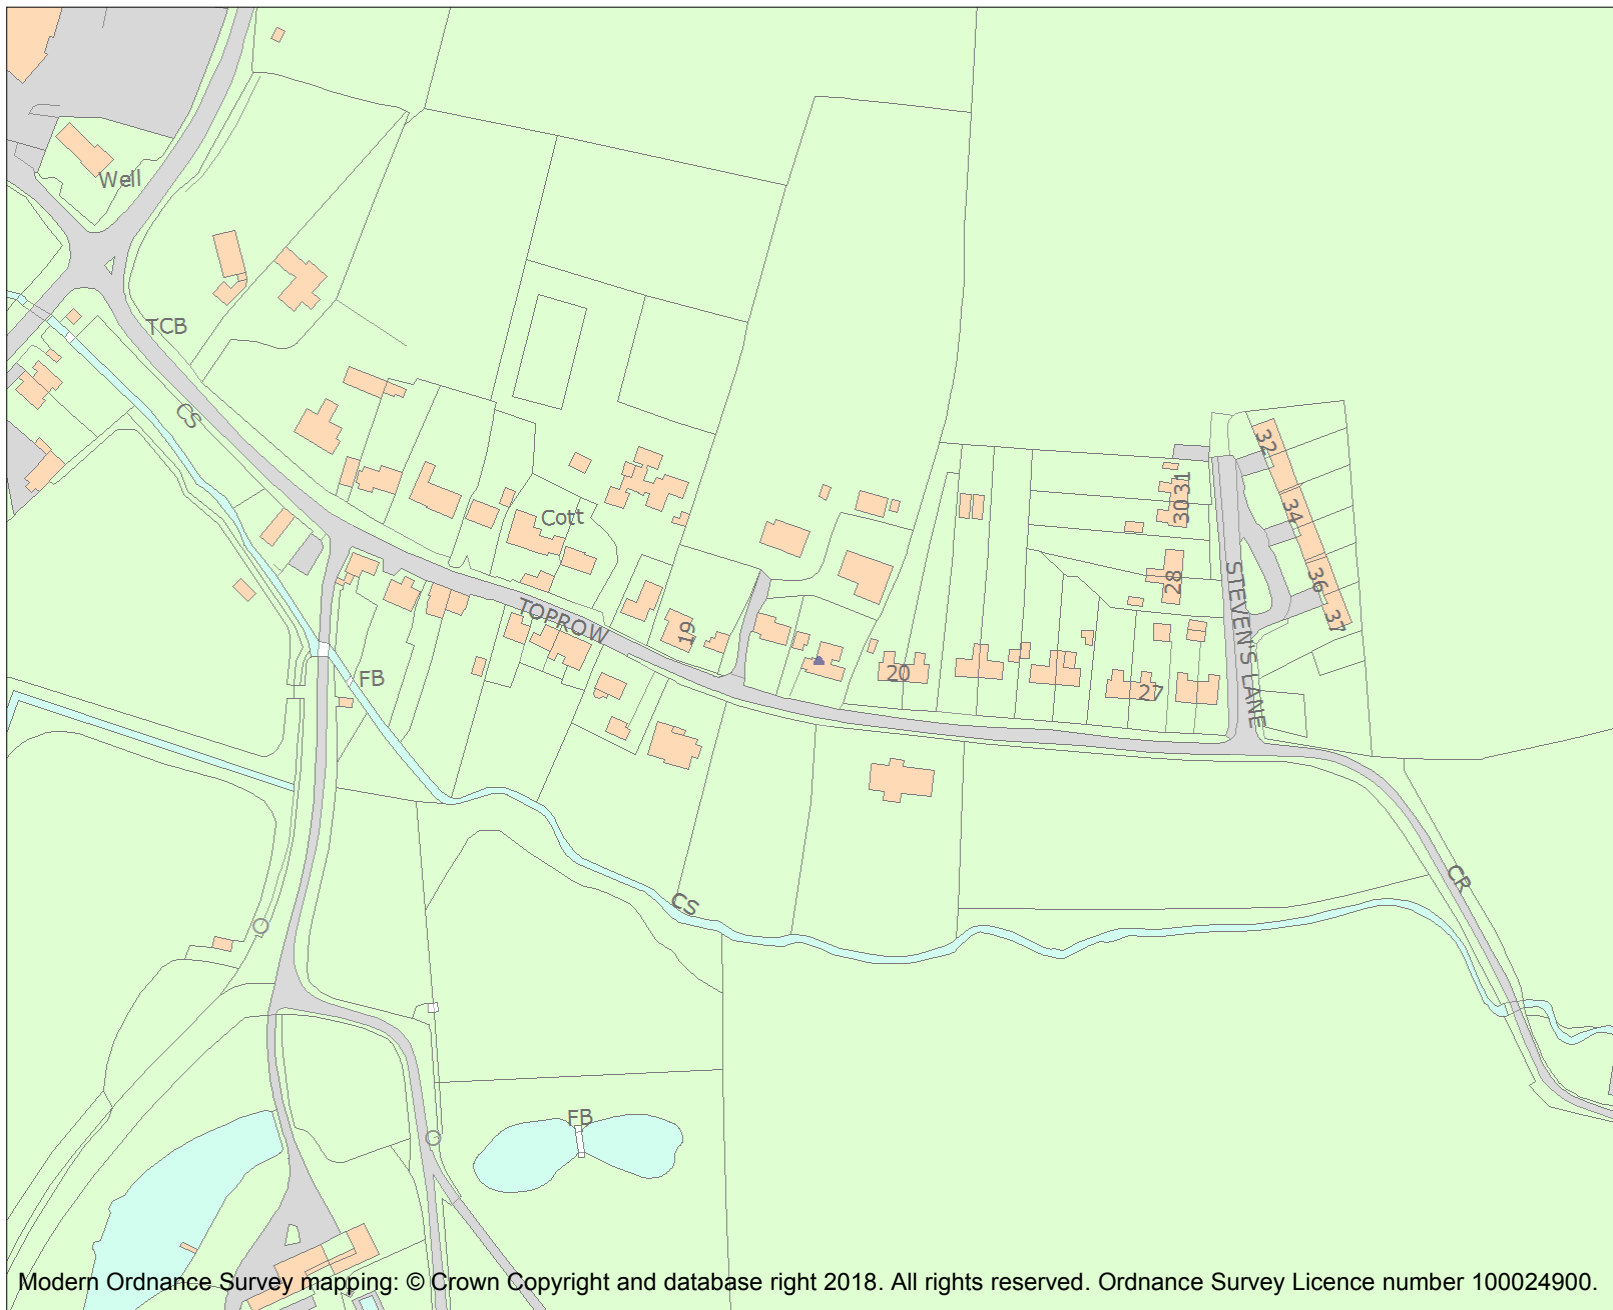 Well
TCB
CS
Cott
TOPROW
19
FB
20
27
28
30
31
32
34
36
37
STEVEN'S LANE
CS
CR
FB
Modern Ordnance Survey mapping: © Crown Copyright and database right 2018. All rights reserved. Ordnance Survey Licence number 100024900.